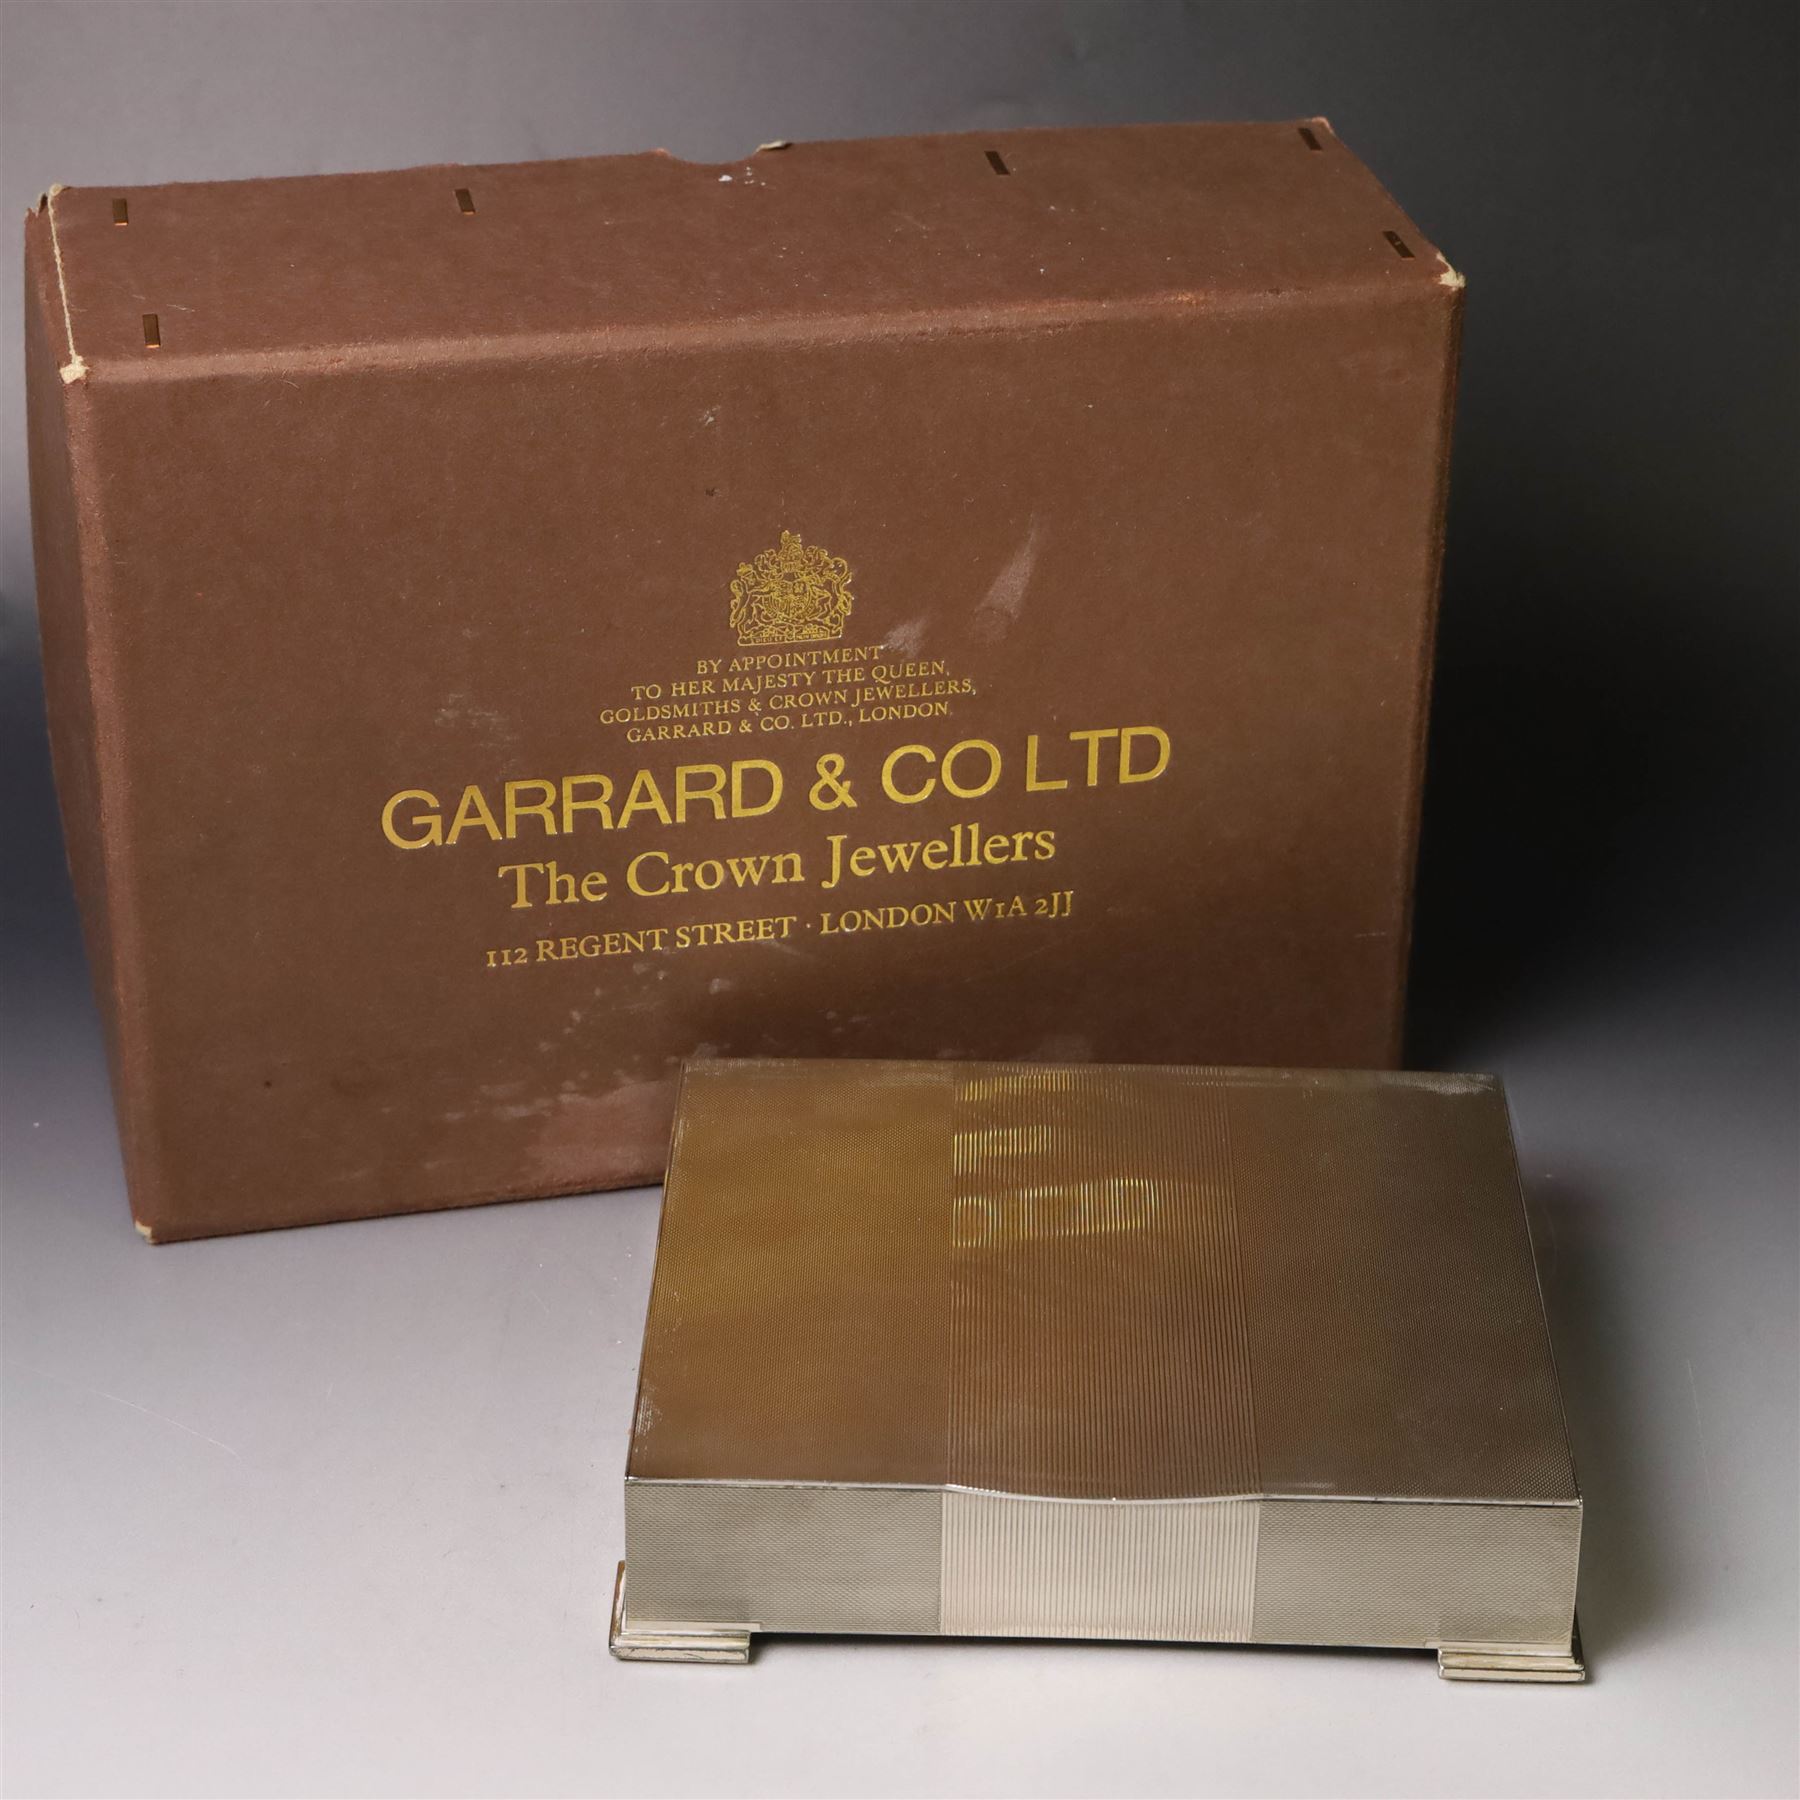 BY APPOINTMENT
TO HER MAJESTY THE QUEEN,
GOLDSMITHS & CROWN JEWELLERS,
GARRARD & CO. LTD., LONDON.
GARRARD & CO LTD
The Crown Jewellers
112 REGENT STREET · LONDON W1A 2JJ